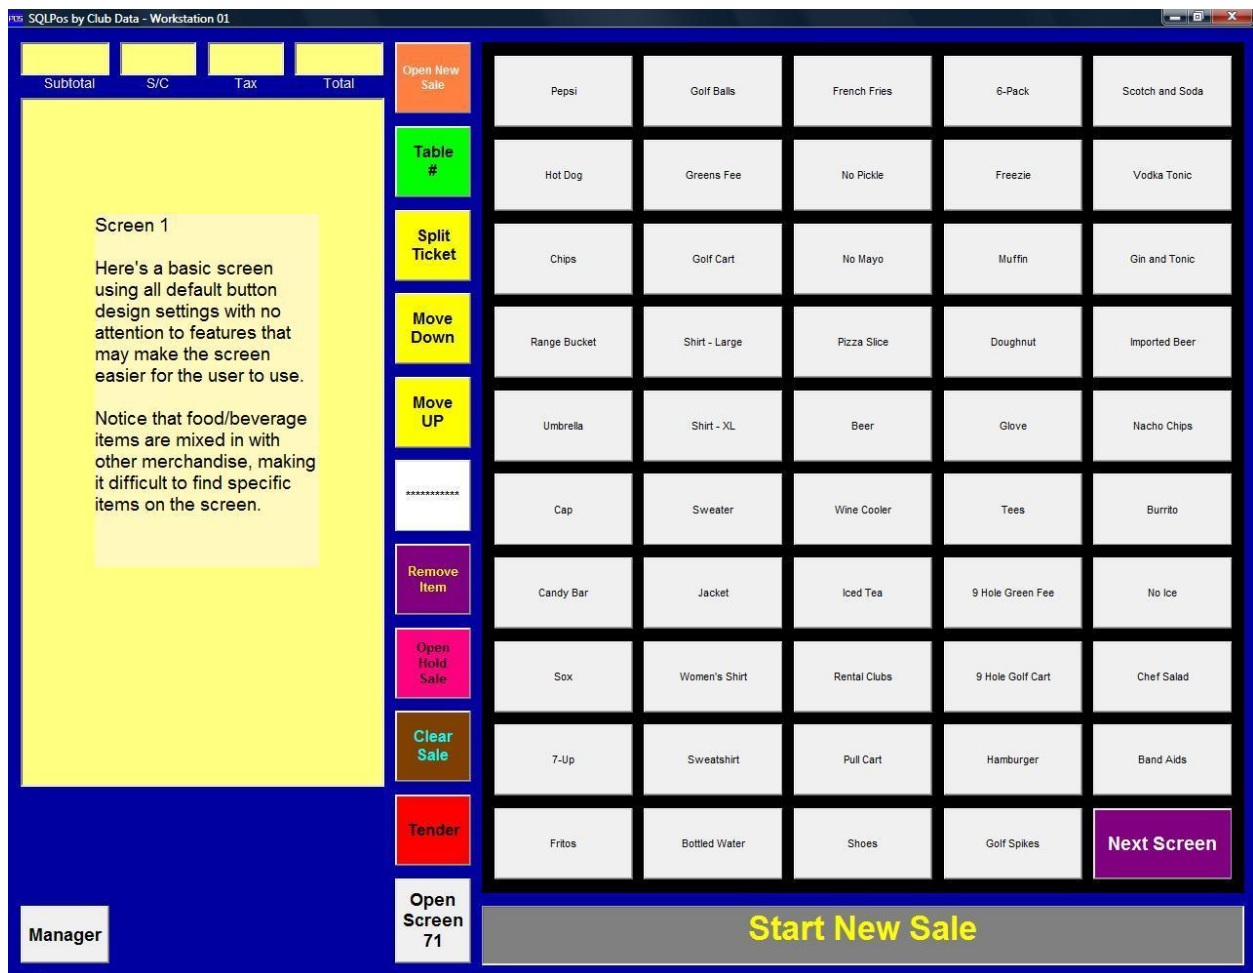 POS SQLPos by Club Data - Workstation 01
Subtotal S/C Tax Total
Screen 1
Here's a basic screen
using all default button
design settings with no
attention to features that
may make the screen
easier for the user to use.
Notice that food/beverage
items are mixed in with
other merchandise, making
it difficult to find specific
items on the screen.
Manager
Open New
Sale
Table
#
Split
Ticket
Move
Down
Move
UP
***********
Remove
Item
Open
Hold
Sale
Clear
Sale
Tender
Open
Screen
71
Pepsi Golf Balls French Fries 6-Pack Scotch and Soda
Hot Dog Greens Fee No Pickle Freezie Vodka Tonic
Chips Golf Cart No Mayo Muffin Gin and Tonic
Range Bucket Shirt - Large Pizza Slice Doughnut Imported Beer
Umbrella Shirt - XL Beer Glove Nacho Chips
Cap Sweater Wine Cooler Tees Burrito
Candy Bar Jacket Iced Tea 9 Hole Green Fee No Ice
Sox Women's Shirt Rental Clubs 9 Hole Golf Cart Chef Salad
7-Up Sweatshirt Pull Cart Hamburger Band Aids
Fritos Bottled Water Shoes Golf Spikes Next Screen
Start New Sale